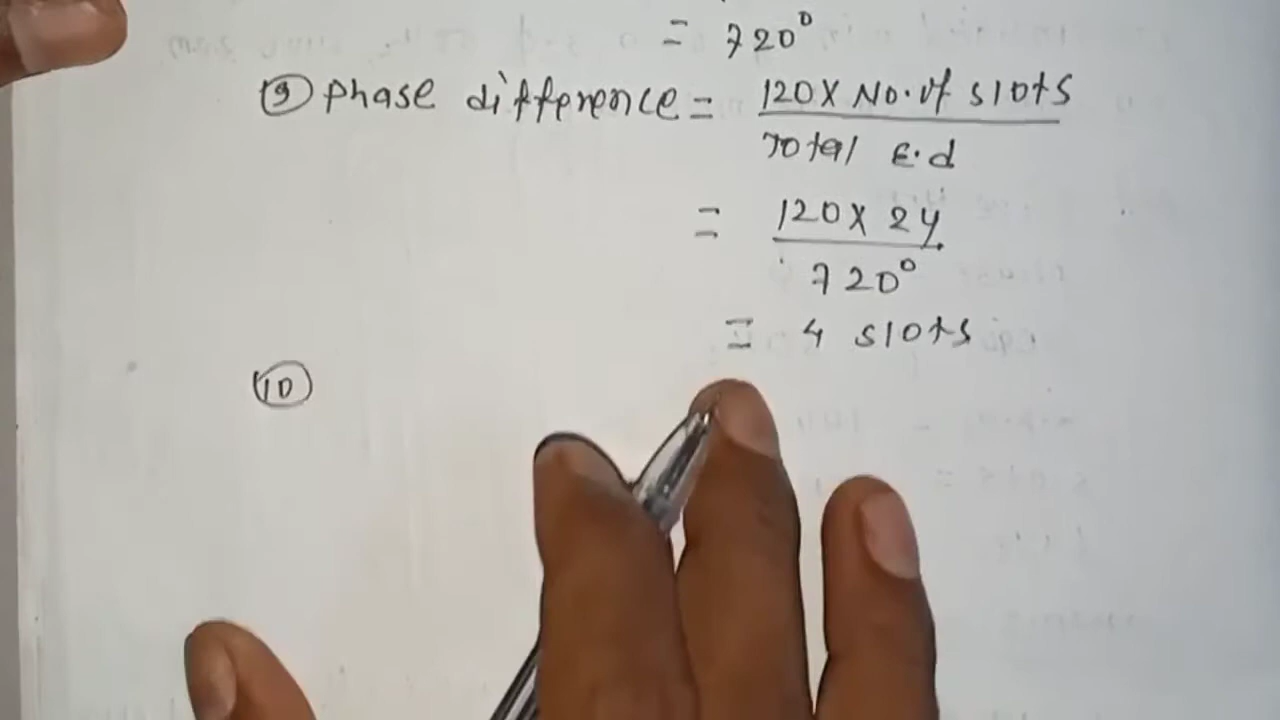 = 720°
9 phase difference = 120 X No. of slots
Total E.d
= 120 X 24
720°
= 4 slots
10